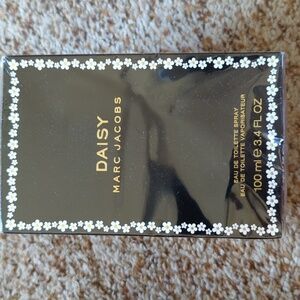 DAISY
MARC JACOBS
EAU DE TOILETTE SPRAY
EAU DE TOILETTE VAPORISATEUR
100 ml ℮ 3.4 FL OZ